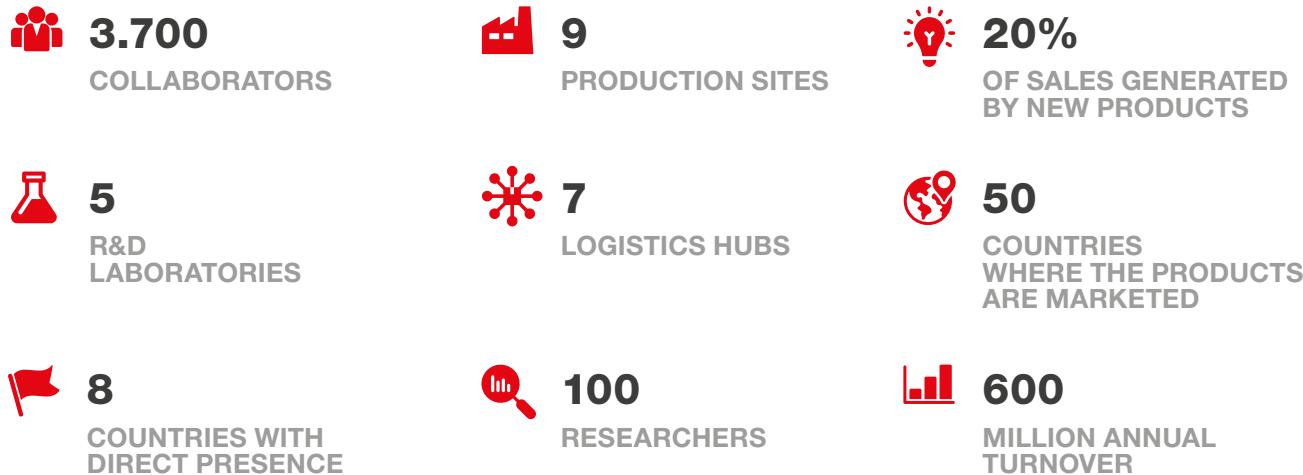 3.700
COLLABORATORS
9
PRODUCTION SITES
20%
OF SALES GENERATED
BY NEW PRODUCTS
5
R&D
LABORATORIES
7
LOGISTICS HUBS
50
COUNTRIES
WHERE THE PRODUCTS
ARE MARKETED
8
COUNTRIES WITH
DIRECT PRESENCE
100
RESEARCHERS
600
MILLION ANNUAL
TURNOVER